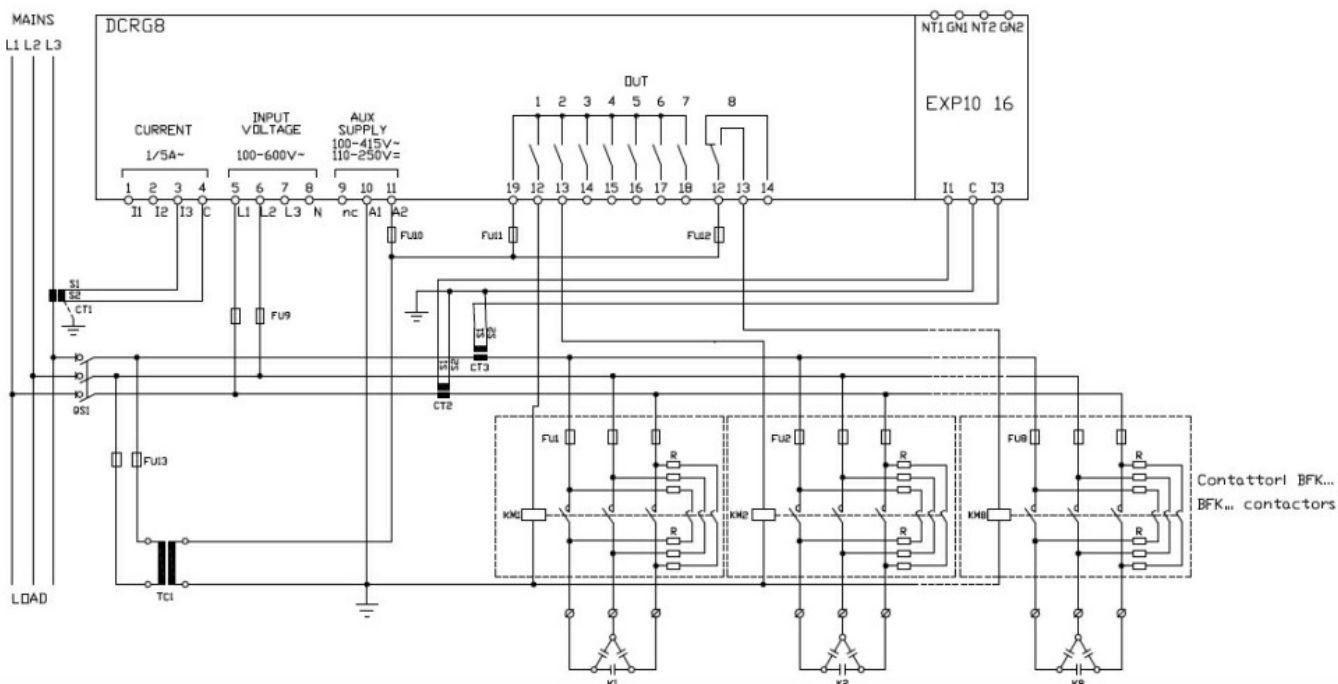 MAINS
L1 L2 L3
DCRG8
NT1 GN1 NT2 GN2
EXP10 16
OUT
1 2 3 4 5 6 7 8
CURRENT
1/5A~
INPUT
VOLTAGE
100-600V~
AUX
SUPPLY
100-415V~
110-250V=
1 2 3 4 5 6 7 8 9 10 11 19 12 13 14 15 16 17 18 12 13 14 I1 C I3
I1 I2 I3 C L1 L2 L3 N nc A1 A2
FU10 FU11 FU12
S1
S2
CT1
FU9
S1 S2
CT3
S1 S2
CT2
QS1
FU13
FU1 FU2 FU8
R R R
Contattori BFK...
BFK... contactors
KM1 KM2 KM8
R R R
TC1
LOAD
K1 K2 K8